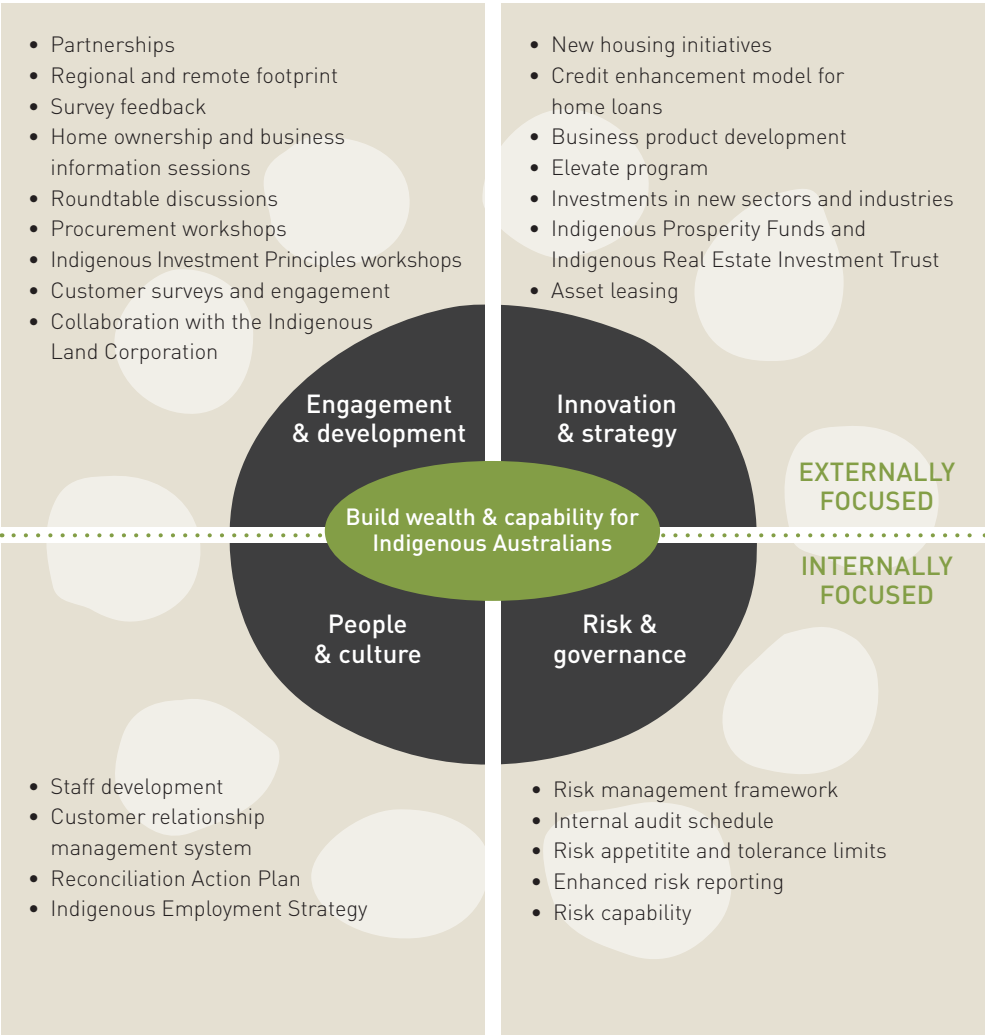 • Partnerships
• Regional and remote footprint
• Survey feedback
• Home ownership and business
information sessions
• Roundtable discussions
• Procurement workshops
• Indigenous Investment Principles workshops
• Customer surveys and engagement
• Collaboration with the Indigenous
Land Corporation
• New housing initiatives
• Credit enhancement model for
home loans
• Business product development
• Elevate program
• Investments in new sectors and industries
• Indigenous Prosperity Funds and
Indigenous Real Estate Investment Trust
• Asset leasing
Engagement
& development
Innovation
& strategy
EXTERNALLY
FOCUSED
Build wealth & capability for
Indigenous Australians
INTERNALLY
FOCUSED
People
& culture
Risk &
governance
• Staff development
• Customer relationship
management system
• Reconciliation Action Plan
• Indigenous Employment Strategy
• Risk management framework
• Internal audit schedule
• Risk appetitite and tolerance limits
• Enhanced risk reporting
• Risk capability